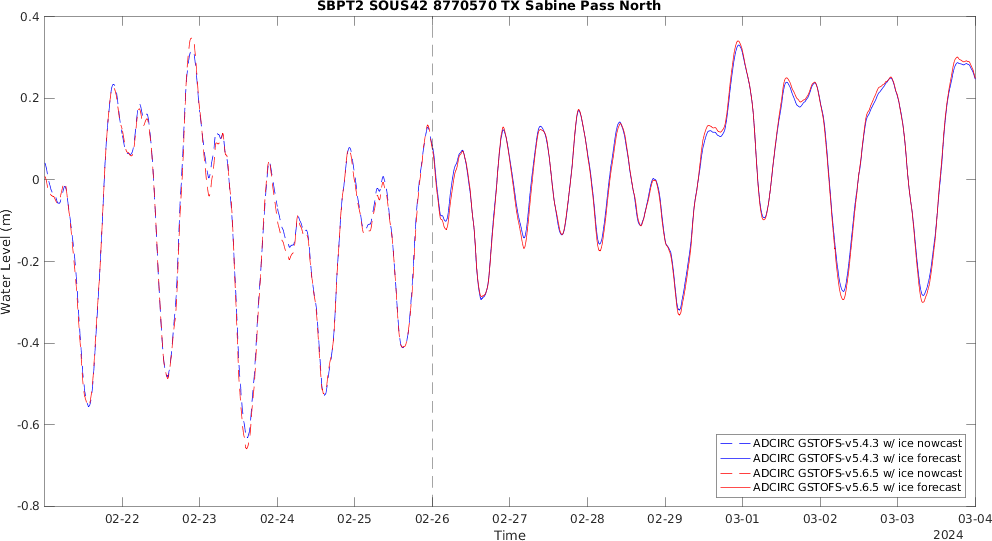 SBPT2 SOUS42 8770570 TX Sabine Pass North
0.4
0.2
0
-0.2
-0.4
-0.6
-0.8
Water Level (m)
ADCIRC GSTOFS-v5.4.3 w/ ice nowcast
ADCIRC GSTOFS-v5.4.3 w/ ice forecast
ADCIRC GSTOFS-v5.6.5 w/ ice nowcast
ADCIRC GSTOFS-v5.6.5 w/ ice forecast
02-22 02-23 02-24 02-25 02-26 02-27 02-28 02-29 03-01 03-02 03-03 03-04
Time
2024